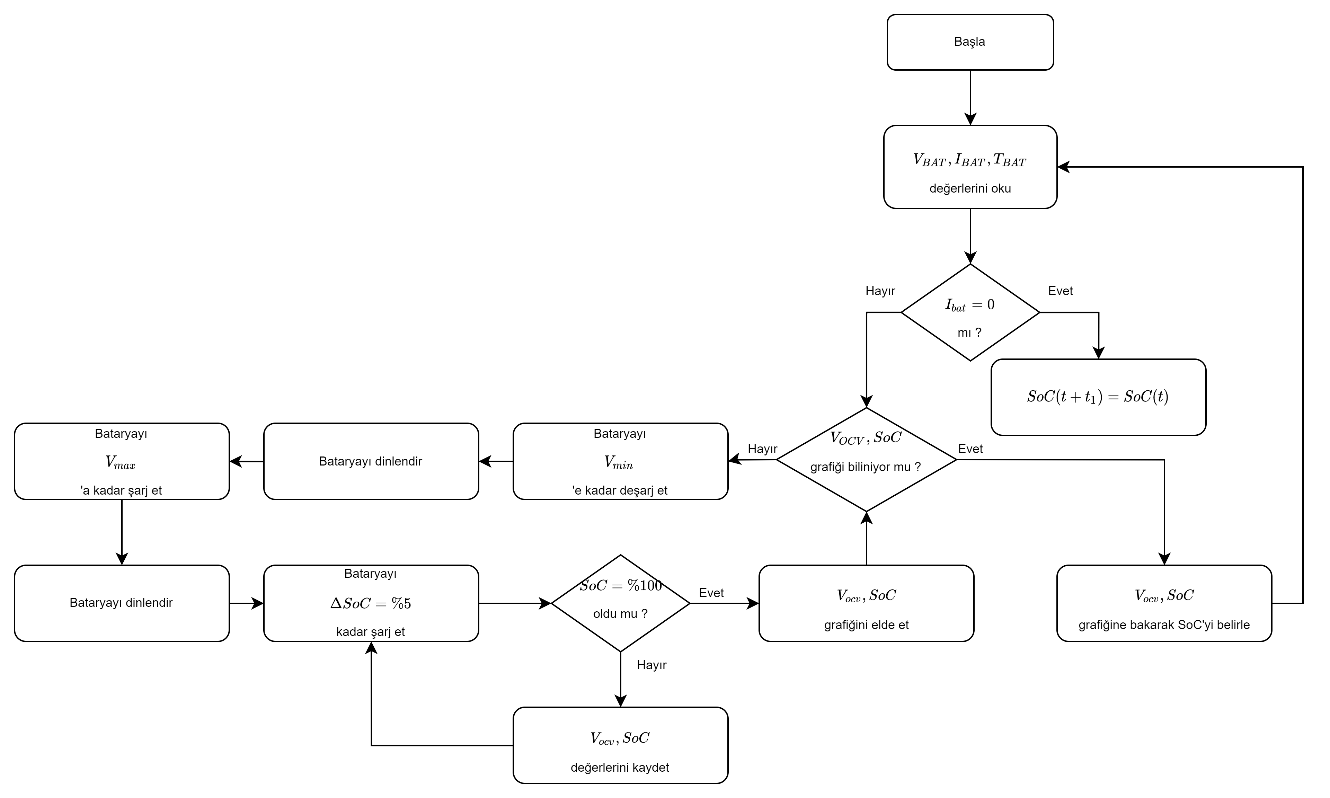 Başla
V_{BAT}, I_{BAT}, T_{BAT}
değerlerini oku
Hayır
Evet
I_{bat} = 0
mı ?
SoC(t + t_1) = SoC(t)
V_{OCV}, SoC
grafiği biliniyor mu ?
Hayır
Evet
Bataryayı
V_{min}
'e kadar deşarj et
Bataryayı dinlendir
Bataryayı
V_{max}
'a kadar şarj et
Bataryayı dinlendir
Bataryayı
ΔSoC = %5
kadar şarj et
SoC = %100
oldu mu ?
Evet
Hayır
V_{ocv}, SoC
değerlerini kaydet
V_{ocv}, SoC
grafiğini elde et
V_{ocv}, SoC
grafiğine bakarak SoC'yi belirle